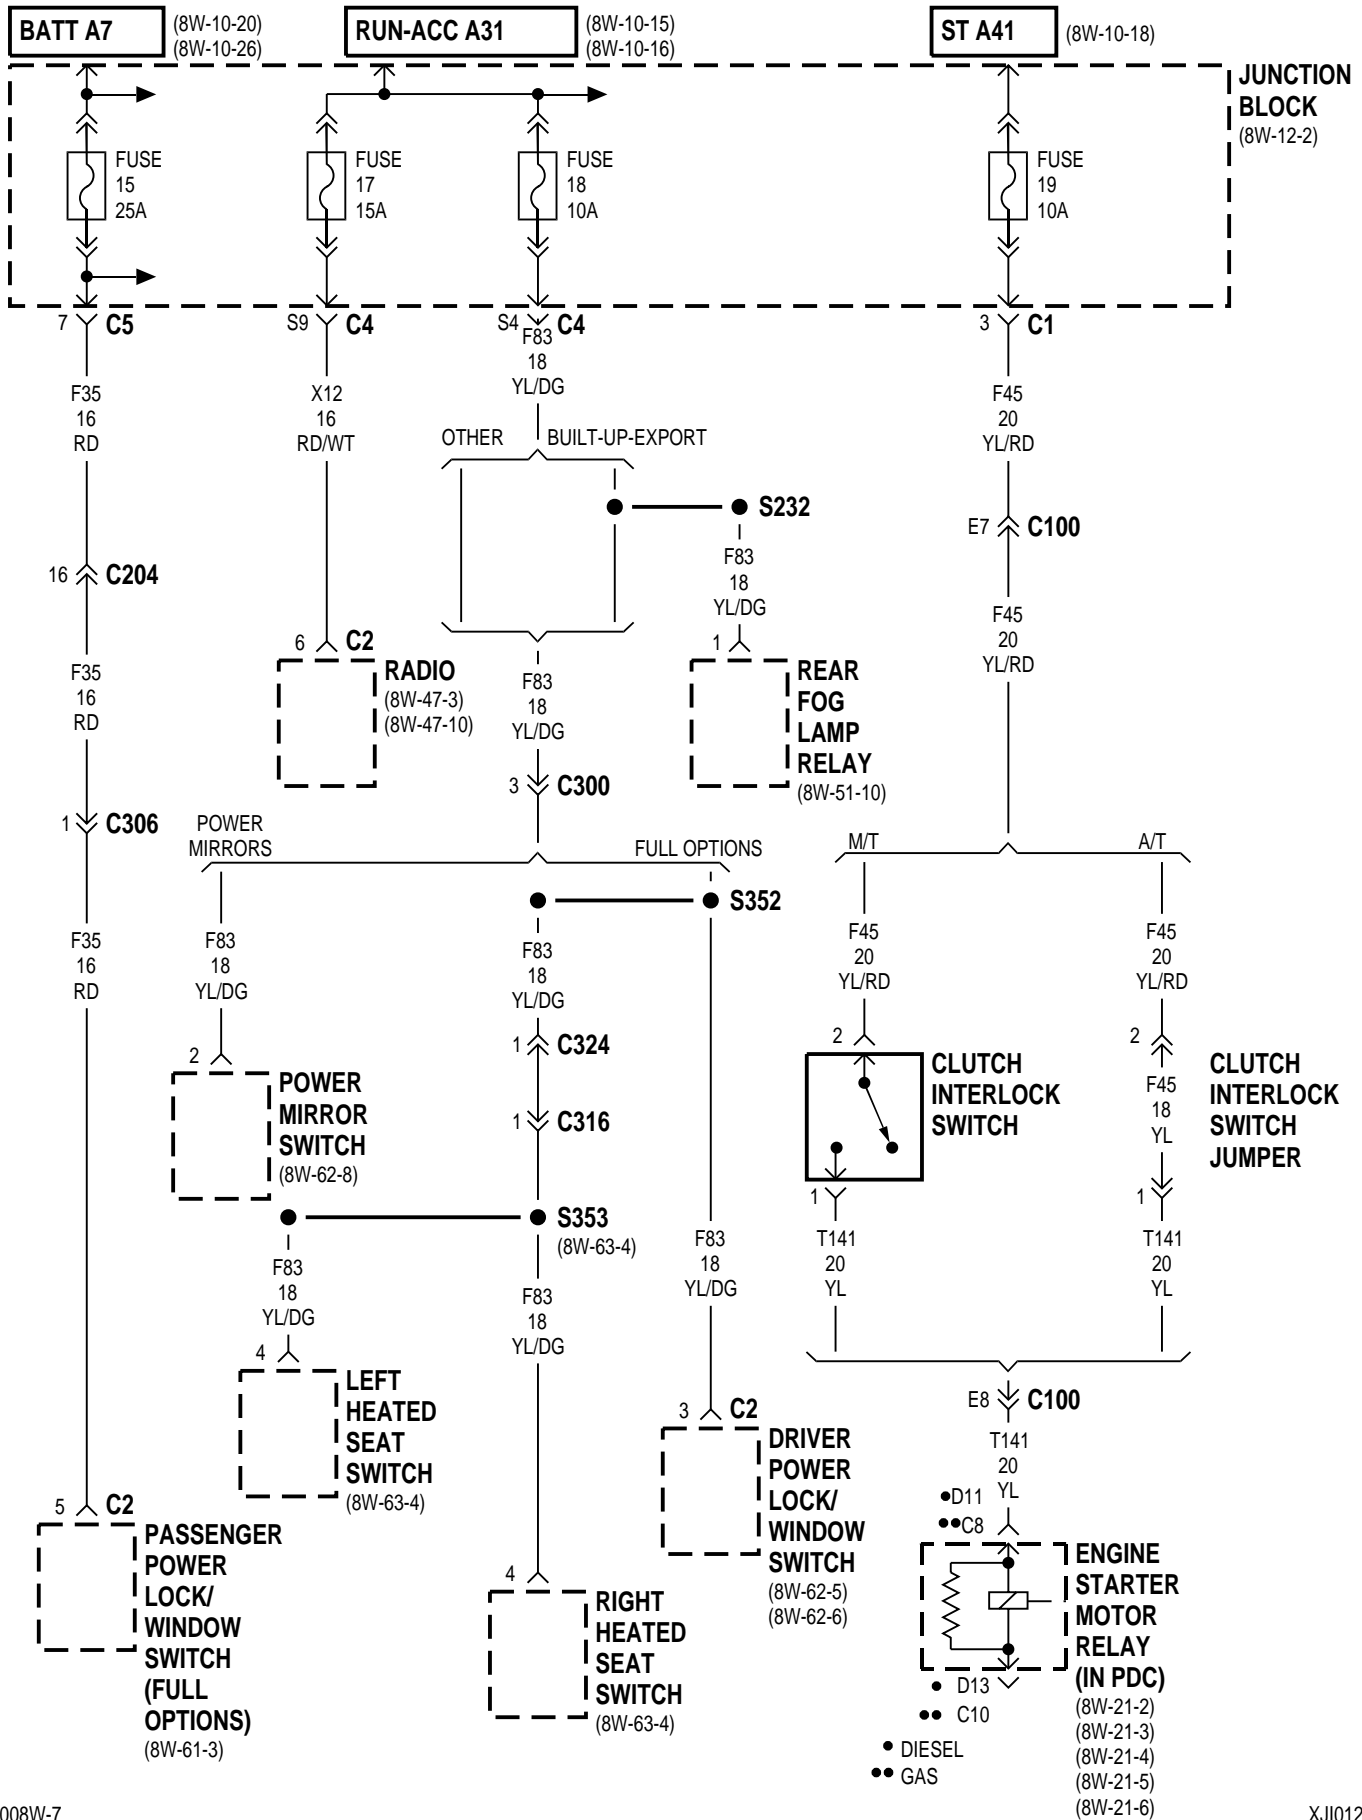 BATT A7
(8W-10-20)
(8W-10-26)
RUN-ACC A31
(8W-10-15)
(8W-10-16)
ST A41
(8W-10-18)
JUNCTION
BLOCK
(8W-12-2)
FUSE
15
25A
FUSE
17
15A
FUSE
18
10A
FUSE
19
10A
7
C5
S9
C4
S4
C4
3
C1
F35
16
RD
X12
16
RD/WT
F83
18
YL/DG
F45
20
YL/RD
OTHER
BUILT-UP-EXPORT
S232
E7
C100
F83
18
YL/DG
16
C204
F45
20
YL/RD
6
C2
1
F35
16
RD
RADIO
(8W-47-3)
(8W-47-10)
F83
18
YL/DG
REAR
FOG
LAMP
RELAY
(8W-51-10)
3
C300
1
C306
POWER
MIRRORS
FULL OPTIONS
M/T
A/T
S352
F35
16
RD
F83
18
YL/DG
F83
18
YL/DG
F45
20
YL/RD
F45
20
YL/RD
1
C324
2
2
2
POWER
MIRROR
SWITCH
(8W-62-8)
1
C316
CLUTCH
INTERLOCK
SWITCH
F45
18
YL
CLUTCH
INTERLOCK
SWITCH
JUMPER
1
1
S353
(8W-63-4)
F83
18
YL/DG
F83
18
YL/DG
F83
18
YL/DG
T141
20
YL
T141
20
YL
4
LEFT
HEATED
SEAT
SWITCH
(8W-63-4)
3
C2
E8
C100
DRIVER
POWER
LOCK/
WINDOW
SWITCH
(8W-62-5)
(8W-62-6)
T141
20
YL
●D11
●●C8
5
C2
PASSENGER
POWER
LOCK/
WINDOW
SWITCH
(FULL
OPTIONS)
(8W-61-3)
4
RIGHT
HEATED
SEAT
SWITCH
(8W-63-4)
ENGINE
STARTER
MOTOR
RELAY
(IN PDC)
(8W-21-2)
(8W-21-3)
(8W-21-4)
(8W-21-5)
(8W-21-6)
● D13
●● C10
● DIESEL
●● GAS
008W-7
XJI012